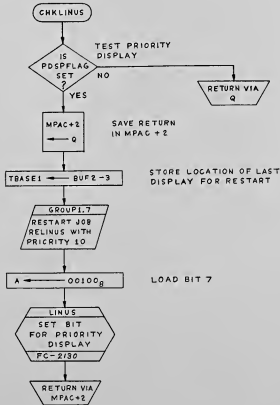 CHKLINUS
IS
PDSPFLAG
SET
?
TEST PRIORITY
DISPLAY
NO
YES
RETURN VIA
Q
MPAC+2
← Q
SAVE RETURN
IN MPAC +2
TBASE1 ← BUF2-3
STORE LOCATION OF LAST
DISPLAY FOR RESTART
GROUP1.7
RESTART JOB
RELINUS WITH
PRIORITY 10
A ← 00100₈
LOAD BIT 7
LINUS
SET BIT
FOR PRIORITY
DISPLAY
FC-2130
RETURN VIA
MPAC+2